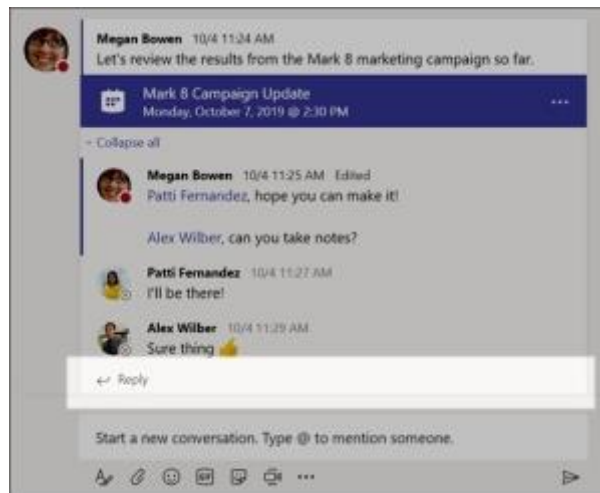 Megan Bowen 10/4 11:24 AM
Let's review the results from the Mark 8 marketing campaign so far.
Mark 8 Campaign Update
Monday, October 7, 2019 @ 2:30 PM
Collapse all
Megan Bowen 10/4 11:25 AM Edited
Patti Fernandez, hope you can make it!
Alex Wilber, can you take notes?
Patti Fernandez 10/4 11:27 AM
I'll be there!
Alex Wilber 10/4 11:29 AM
Sure thing 👍
Reply
Start a new conversation. Type @ to mention someone.
GIF